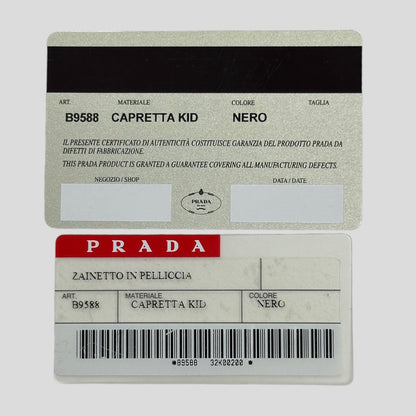 ART. MATERIALE COLORE TAGLIA
B9588 CAPRETTA KID NERO
IL PRESENTE CERTIFICATO DI AUTENTICITÀ COSTITUISCE GARANZIA DEL PRODOTTO PRADA DA
DIFETTI DI FABBRICAZIONE.
THIS PRADA PRODUCT IS GRANTED A GUARANTEE COVERING ALL MANUFACTURING DEFECTS.
NEGOZIO / SHOP DATA / DATE
PRADA
PRADA
ZAINETTO IN PELLICCIA
ART. MATERIALE COLORE
B9588 CAPRETTA KID NERO
*B9588 32K00200 *